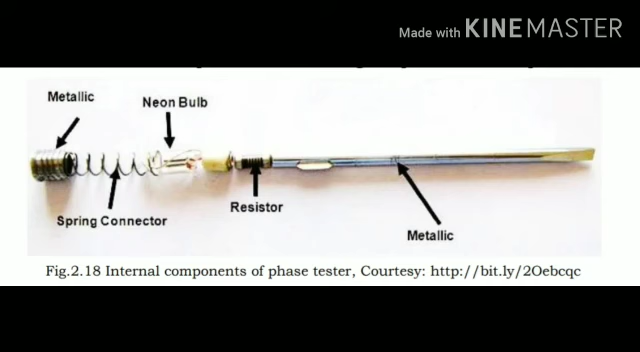 Made with KINEMASTER
Metallic
Neon Bulb
Spring Connector
Resistor
Metallic
Fig.2.18 Internal components of phase tester, Courtesy: http://bit.ly/2Oebcqc